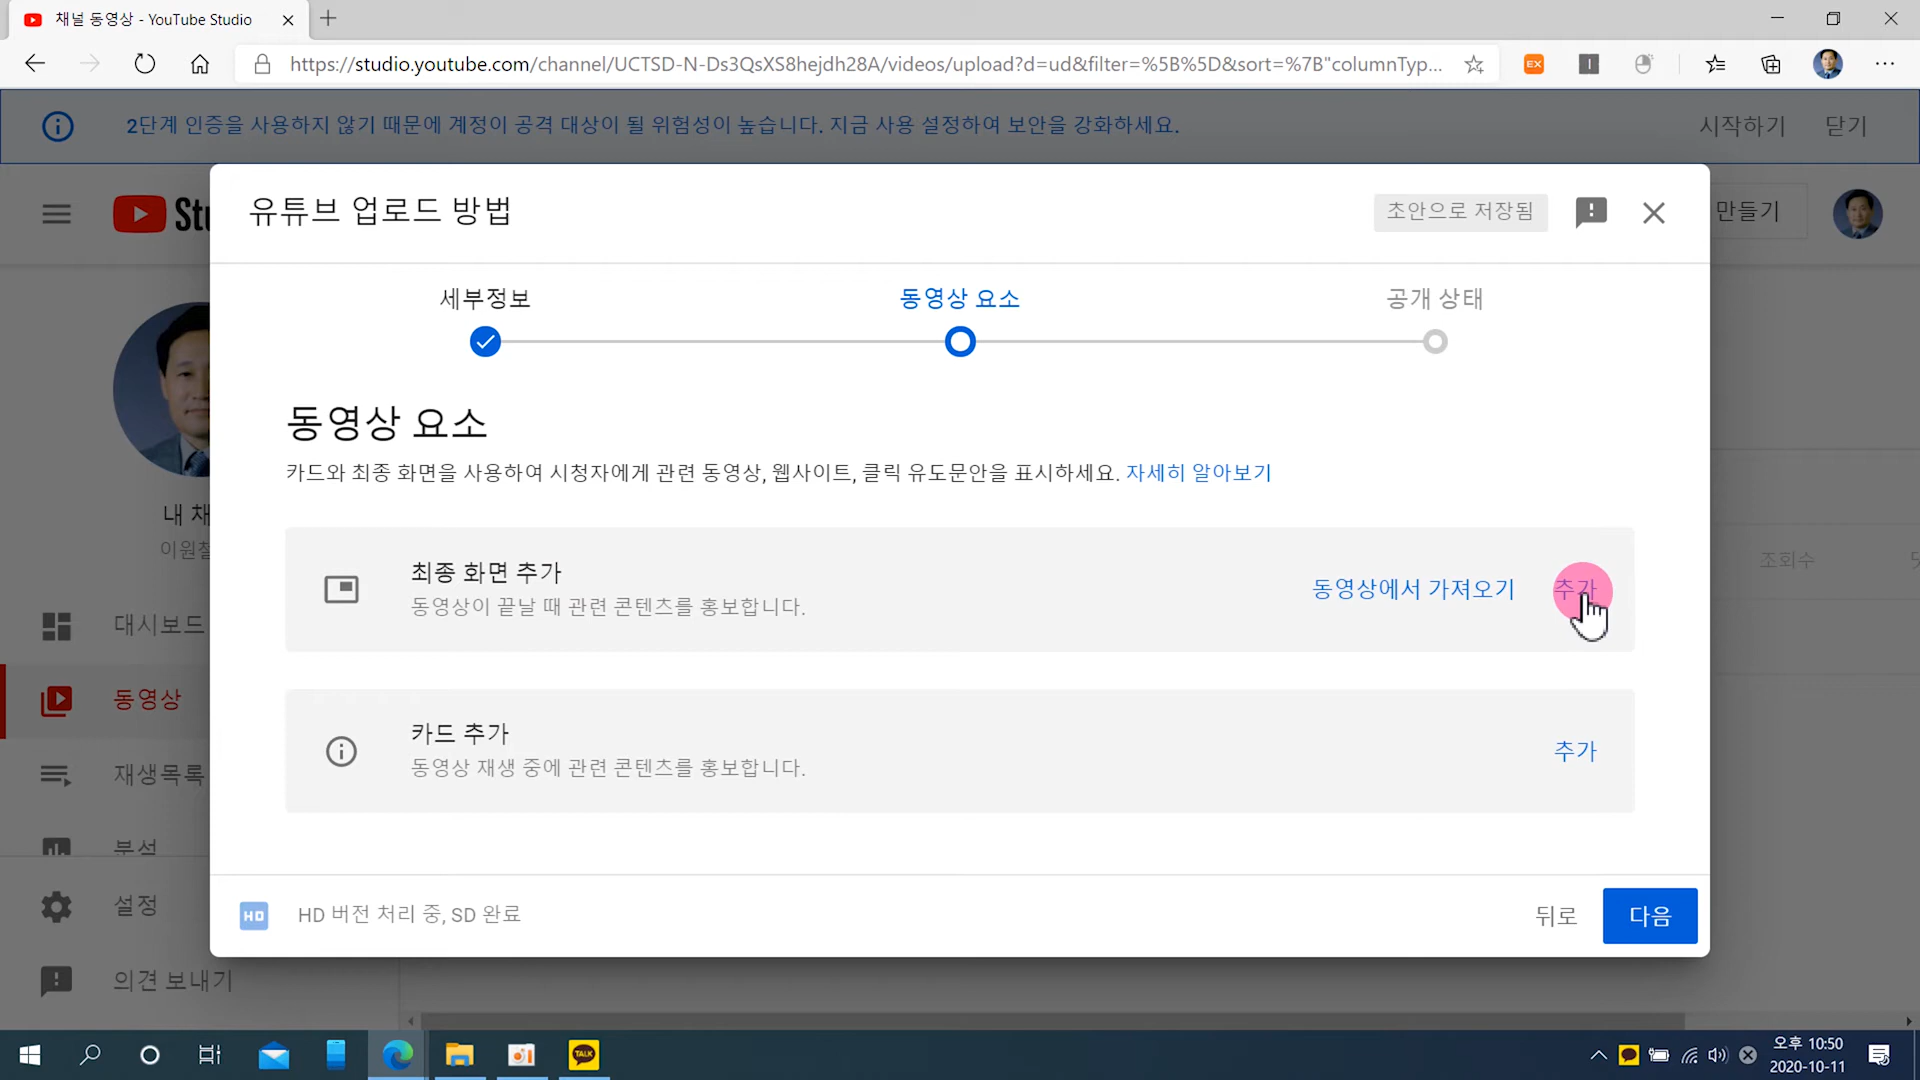 채널 동영상 - YouTube Studio
https://studio.youtube.com/channel/UCTSD-N-Ds3QsXS8hejdh28A/videos/upload?d=ud&filter=%5B%5D&sort=%7B"columnTyp...
EX
2단계 인증을 사용하지 않기 때문에 계정이 공격 대상이 될 위험성이 높습니다. 지금 사용 설정하여 보안을 강화하세요.
시작하기
닫기
유튜브 업로드 방법
초안으로 저장됨
만들기
세부정보
동영상 요소
공개 상태
동영상 요소
카드와 최종 화면을 사용하여 시청자에게 관련 동영상, 웹사이트, 클릭 유도문안을 표시하세요. 자세히 알아보기
내 채
이원철
조회수
최종 화면 추가
동영상이 끝날 때 관련 콘텐츠를 홍보합니다.
동영상에서 가져오기
추가
대시보드
동영상
재생목록
분석
설정
의견 보내기
카드 추가
동영상 재생 중에 관련 콘텐츠를 홍보합니다.
추가
HD
HD 버전 처리 중, SD 완료
뒤로
다음
TALK
오후 10:50
2020-10-11